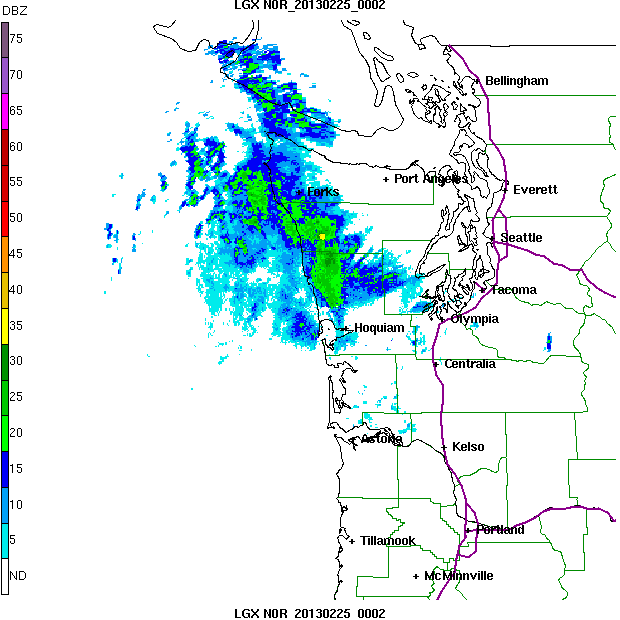 LGX N0R_20130225_0002
DBZ
75
70
65
60
55
50
45
40
35
30
25
20
15
10
5
ND
Bellingham
Port Angeles
Forks
Everett
Seattle
Tacoma
Olympia
Hoquiam
Centralia
Astoria
Kelso
Portland
Tillamook
McMinnville
LGX N0R_20130225_0002